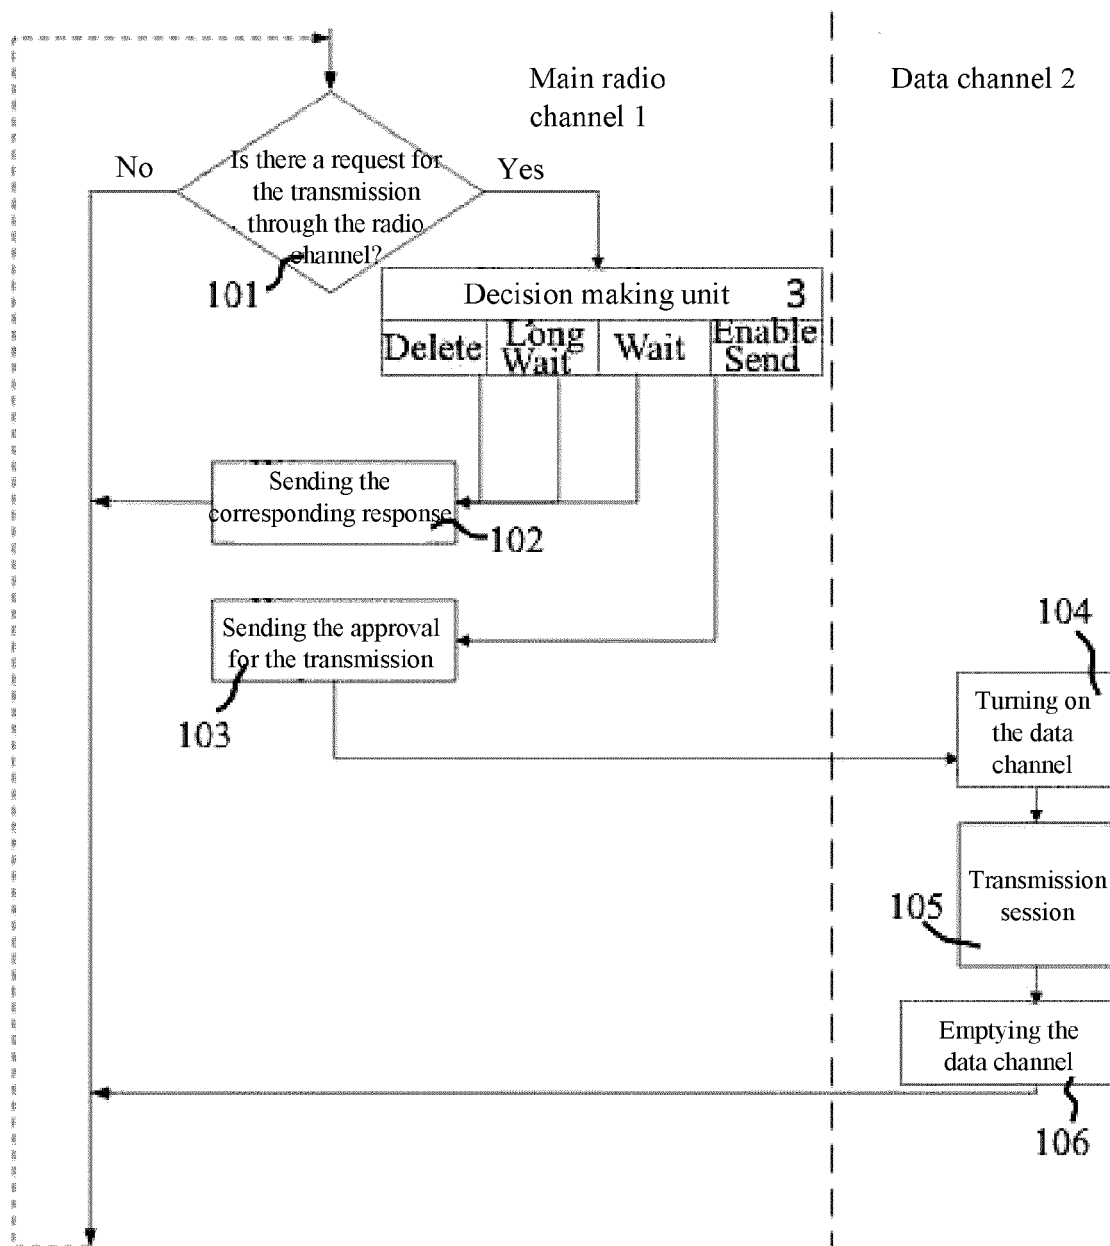 Main radio
channel 1
Data channel 2
No
Yes
Is there a request for
the transmission
through the radio
channel?
101
Decision making unit 3
Delete
Long
Wait
Wait
Enable
Send
Sending the
corresponding response
102
Sending the approval
for the transmission
103
104
Turning on
the data
channel
Transmission
session
105
Emptying the
data channel
106